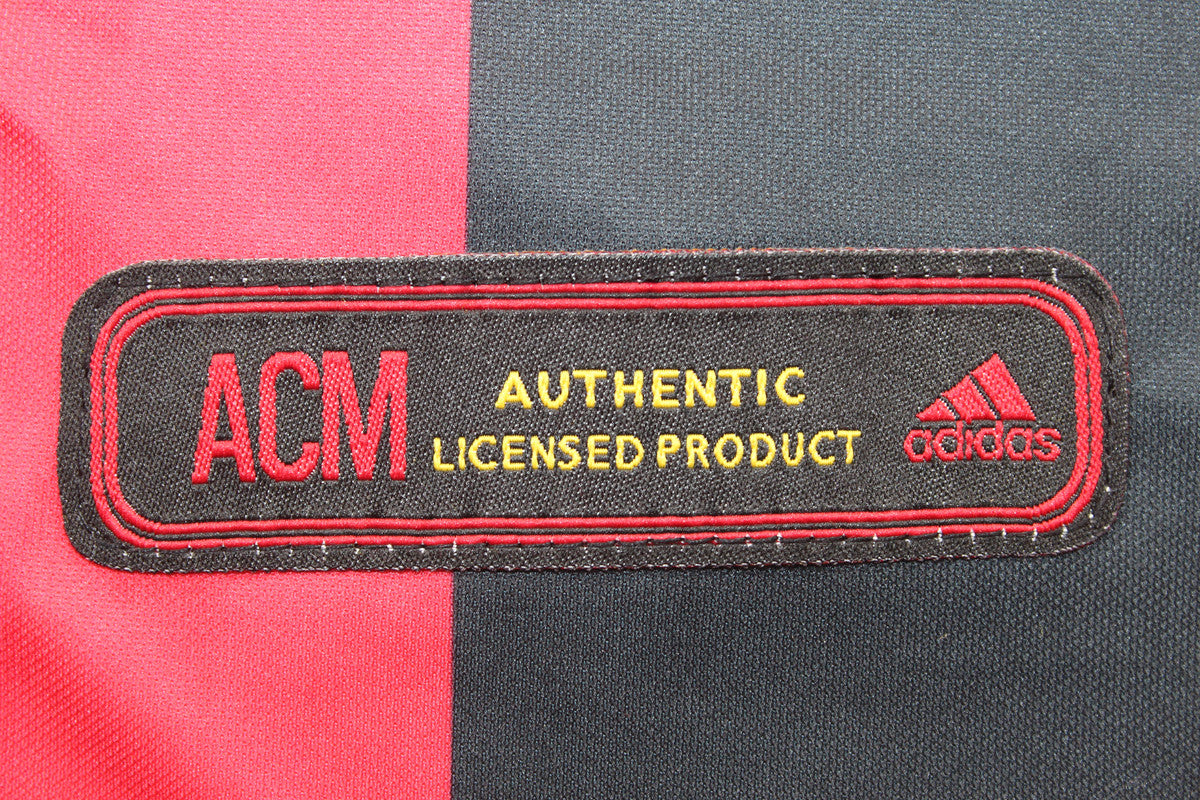 ACM
AUTHENTIC
LICENSED PRODUCT
adidas